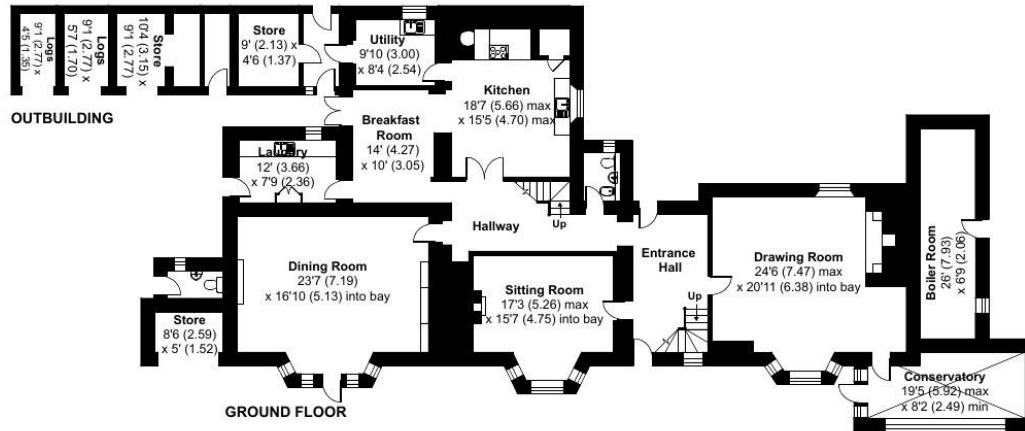 9'1 (2.77) x
4'5 (1.35)
Logs
9'1 (2.77) x
5'7 (1.70)
Store
10'4 (3.15) x
9'1 (2.77)
Store
9' (2.13) x
4'6 (1.37)
Utility
9'10 (3.00)
x 8'4 (2.54)
Kitchen
18'7 (5.66) max
x 15'5 (4.70) max
OUTBUILDING
Breakfast
Room
14' (4.27)
x 10' (3.05)
Laundry
12' (3.66)
x 7'9 (2.36)
Up
Hallway
Dining Room
23'7 (7.19)
x 16'10 (5.13) into bay
Sitting Room
17'3 (5.26) max
x 15'7 (4.75) into bay
Entrance
Hall
Up
Drawing Room
24'6 (7.47) max
x 20'11 (6.38) into bay
Boiler Room
26' (7.93)
x 6'9 (2.06)
Store
8'6 (2.59)
x 5' (1.52)
Conservatory
19'5 (5.92) max
x 8'2 (2.49) min
GROUND FLOOR
Logs